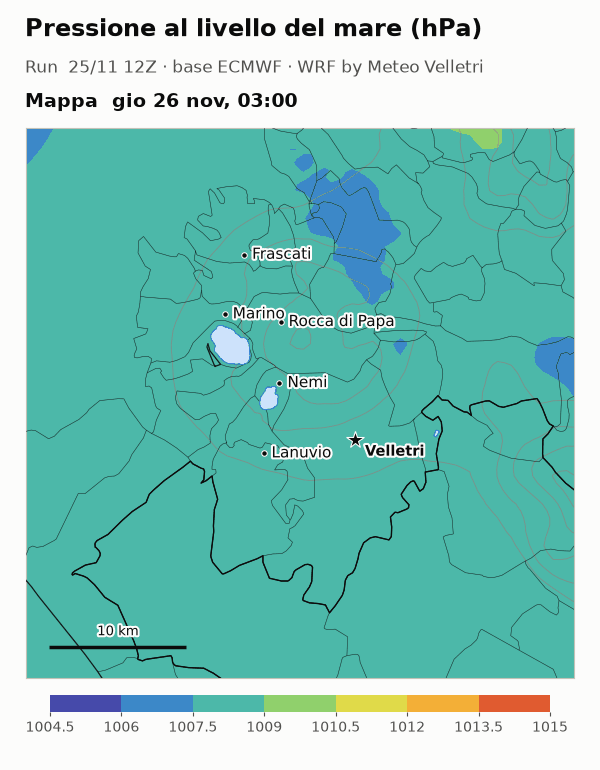 Pressione al livello del mare (hPa)
Run  25/11 12Z · base ECMWF · WRF by Meteo Velletri
Mappa  gio 26 nov, 03:00
Frascati
Marino
Rocca di Papa
Nemi
Velletri
Lanuvio
10 km
1004.5 1006 1007.5 1009 1010.5 1012 1013.5 1015